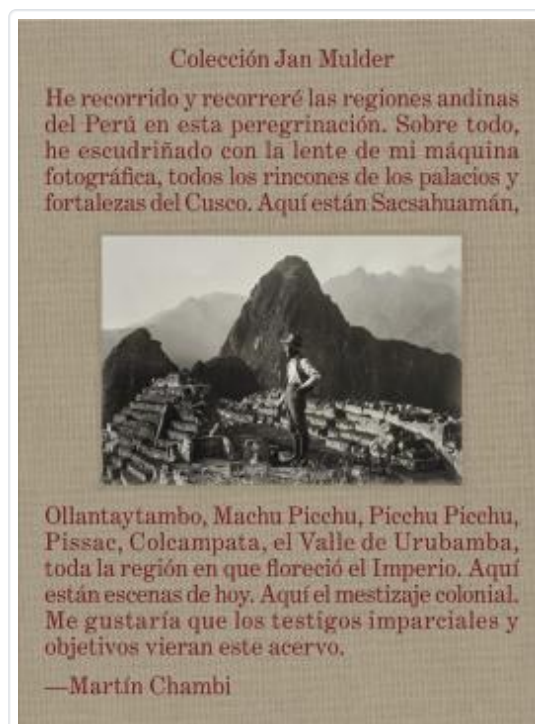 Colección Jan Mulder
He recorrido y recorreré las regiones andinas
del Perú en esta peregrinación. Sobre todo,
he escudriñado con la lente de mi máquina
fotográfica, todos los rincones de los palacios y
fortalezas del Cusco. Aquí están Sacsahuamán,
Ollantaytambo, Machu Picchu, Picchu Picchu,
Pissac, Colcampata, el Valle de Urubamba,
toda la región en que floreció el Imperio. Aquí
están escenas de hoy. Aquí el mestizaje colonial.
Me gustaría que los testigos imparciales y
objetivos vieran este acervo.
—Martín Chambi